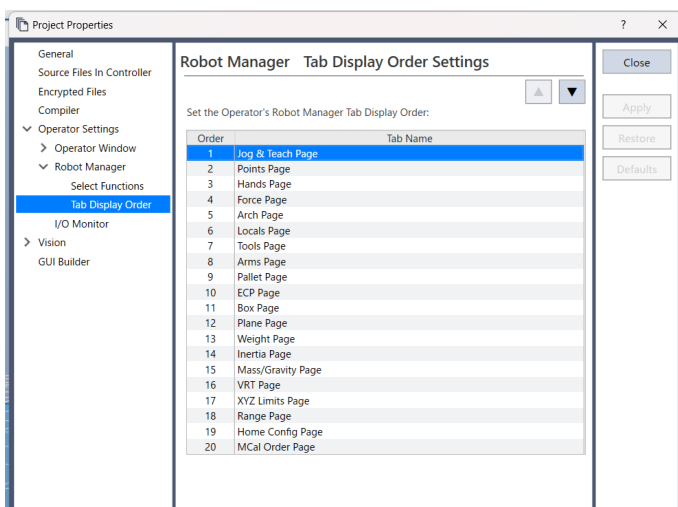 Project Properties
?
General
Source Files In Controller
Encrypted Files
Compiler
Operator Settings
Operator Window
Robot Manager
Select Functions
Tab Display Order
I/O Monitor
Vision
GUI Builder
Robot Manager Tab Display Order Settings
Set the Operator's Robot Manager Tab Display Order:
Order Tab Name
1 Jog & Teach Page
2 Points Page
3 Hands Page
4 Force Page
5 Arch Page
6 Locals Page
7 Tools Page
8 Arms Page
9 Pallet Page
10 ECP Page
11 Box Page
12 Plane Page
13 Weight Page
14 Inertia Page
15 Mass/Gravity Page
16 VRT Page
17 XYZ Limits Page
18 Range Page
19 Home Config Page
20 MCal Order Page
Close
Apply
Restore
Defaults